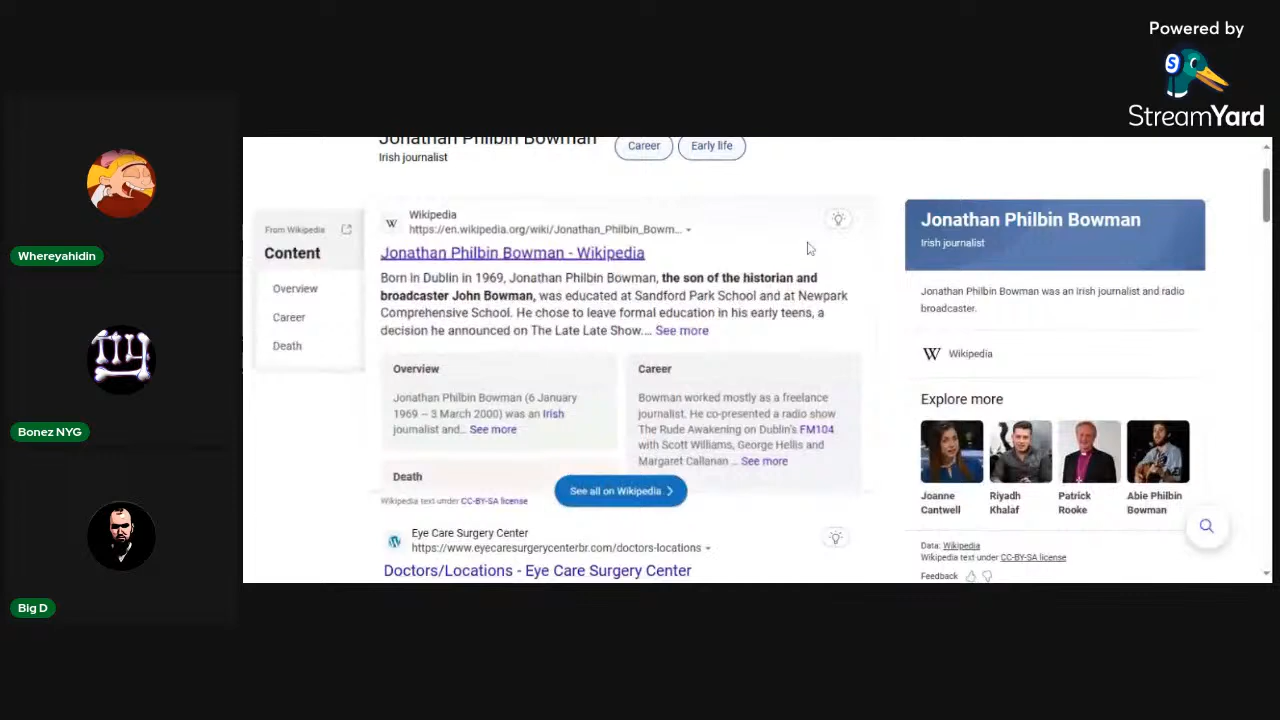 Powered by
S
StreamYard
Whereyahidin
NYG
Bonez NYG
Big D
Jonathan Philbin Bowman
Irish journalist
Career
Early life
From Wikipedia
Content
Overview
Career
Death
W
Wikipedia
https://en.wikipedia.org/wiki/Jonathan_Philbin_Bowm...
Jonathan Philbin Bowman - Wikipedia
Born in Dublin in 1969, Jonathan Philbin Bowman, the son of the historian and
broadcaster John Bowman, was educated at Sandford Park School and at Newpark
Comprehensive School. He chose to leave formal education in his early teens, a
decision he announced on The Late Late Show.... See more
Overview
Jonathan Philbin Bowman (6 January
1969 – 3 March 2000) was an Irish
journalist and... See more
Death
Career
Bowman worked mostly as a freelance
journalist. He co-presented a radio show
The Rude Awakening on Dublin's FM104
with Scott Williams, George Hellis and
Margaret Callanan ... See more
Wikipedia text under CC-BY-SA license
See all on Wikipedia
Eye Care Surgery Center
https://www.eyecaresurgerycenterbr.com/doctors-locations
Doctors/Locations - Eye Care Surgery Center
Jonathan Philbin Bowman
Irish journalist
Jonathan Philbin Bowman was an Irish journalist and radio
broadcaster.
W Wikipedia
Explore more
Joanne
Cantwell
Riyadh
Khalaf
Patrick
Rooke
Abie Philbin
Bowman
Data: Wikipedia
Wikipedia text under CC-BY-SA license
Feedback